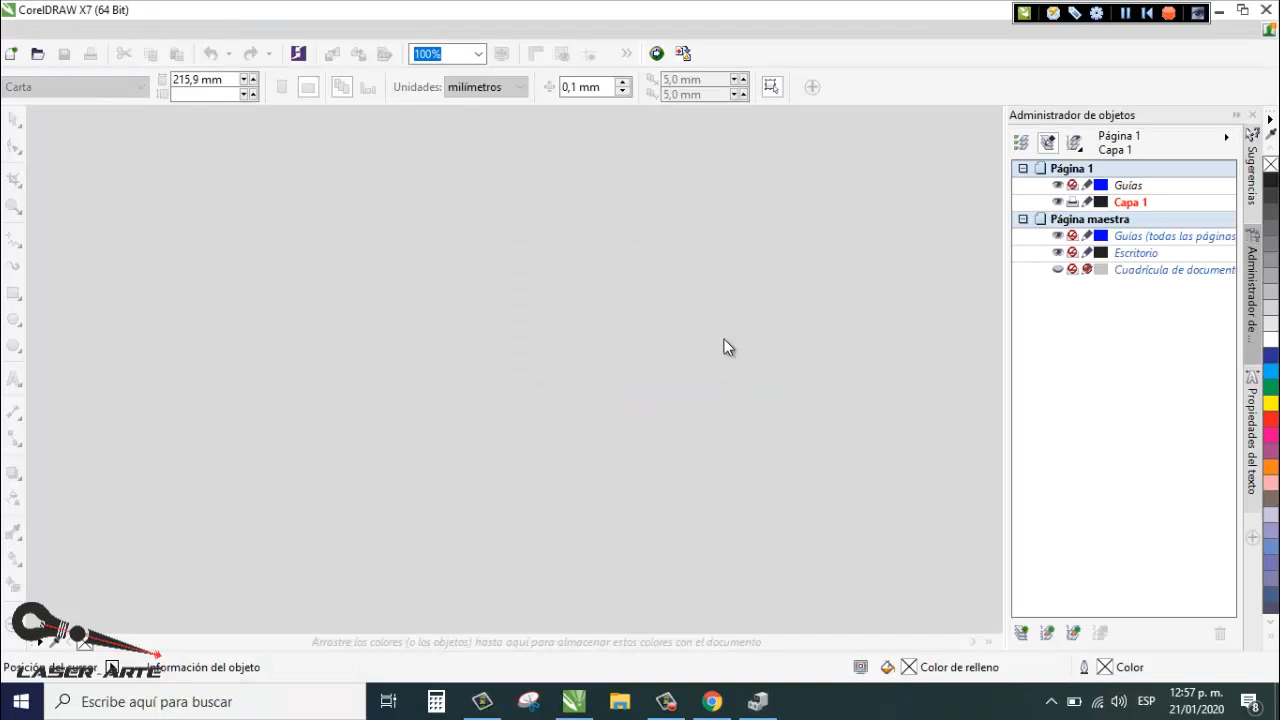 CorelDRAW X7 (64 Bit)
100%
Carta
215,9 mm
Unidades: milímetros
0,1 mm
5,0 mm
5,0 mm
Administrador de objetos
Página 1
Capa 1
Página 1
Guías
Capa 1
Página maestra
Guías (todas las páginas
Escritorio
Cuadrícula de document
Sugerencias
Administrador de ...
Propiedades del texto
Arrastre los colores (o los objetos) hasta aquí para almacenar estos colores con el documento
Posición del cursor
Información del objeto
Color de relleno
Color
LASER-ARTE
Escribe aquí para buscar
ESP
12:57 p. m.
21/01/2020
8